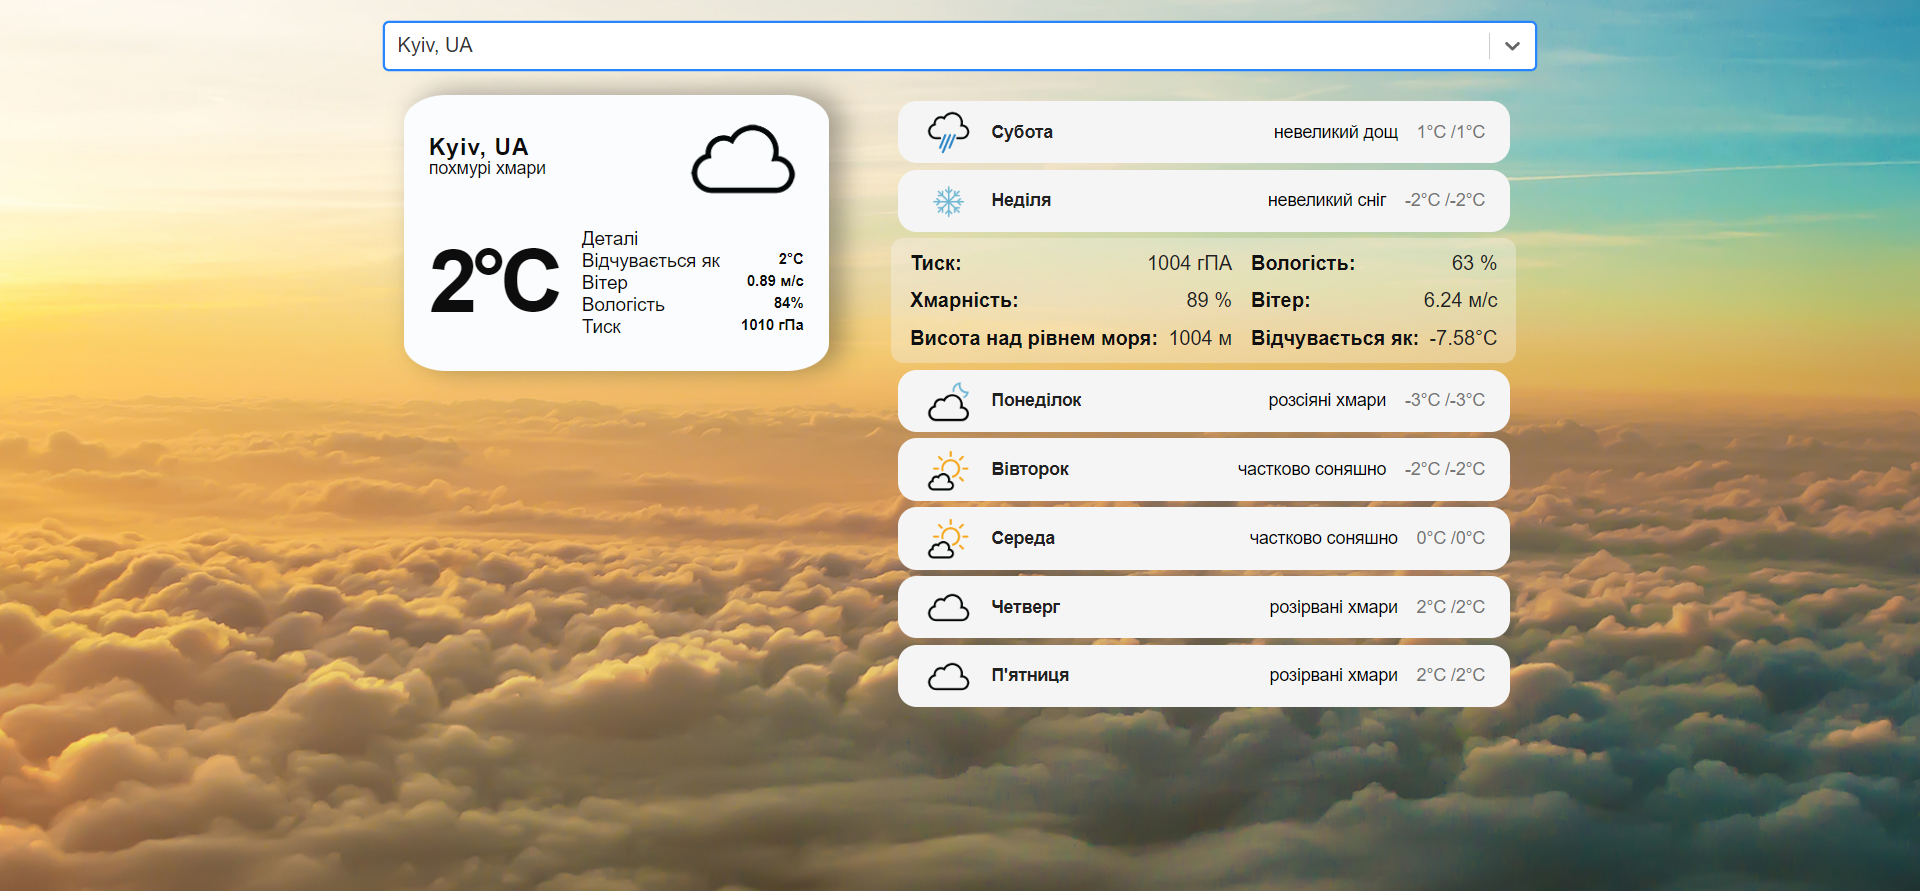 Kyiv, UA
Kyiv, UA
похмурі хмари
2°C
Деталі
Відчувається як 2°C
Вітер 0.89 м/с
Вологість 84%
Тиск 1010 гПа
Субота невеликий дощ 1°C /1°C
Неділя невеликий сніг -2°C /-2°C
Тиск: 1004 гПА Вологість: 63 %
Хмарність: 89 % Вітер: 6.24 м/с
Висота над рівнем моря: 1004 м Відчувається як: -7.58°C
Понеділок розсіяні хмари -3°C /-3°C
Вівторок частково соняшно -2°C /-2°C
Середа частково соняшно 0°C /0°C
Четверг розірвані хмари 2°C /2°C
П'ятниця розірвані хмари 2°C /2°C